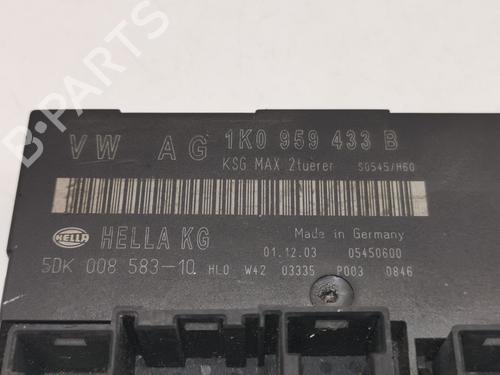 VW AG 1K0 959 433 B
KSG MAX 2tuerer S0545/H60
HELLA HELLA KG Made in Germany
01.12.03 05450600
5DK 008 583-10 HL0 W42 03335 P003 0846
B-PARTS